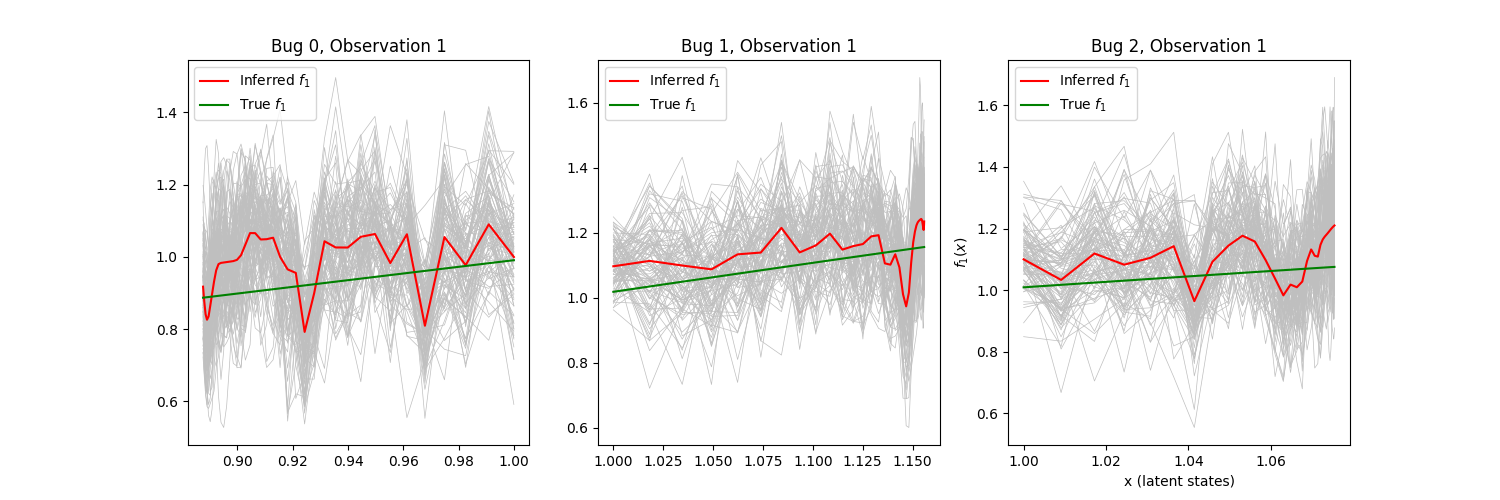 Bug 0, Observation 1
Inferred f₁
True f₁
1.4
1.2
1.0
0.8
0.6
0.90 0.92 0.94 0.96 0.98 1.00
Bug 1, Observation 1
Inferred f₁
True f₁
1.6
1.4
1.2
1.0
0.8
0.6
1.000 1.025 1.050 1.075 1.100 1.125 1.150
Bug 2, Observation 1
Inferred f₁
True f₁
f₁(x)
1.6
1.4
1.2
1.0
0.8
0.6
1.00 1.02 1.04 1.06
x (latent states)